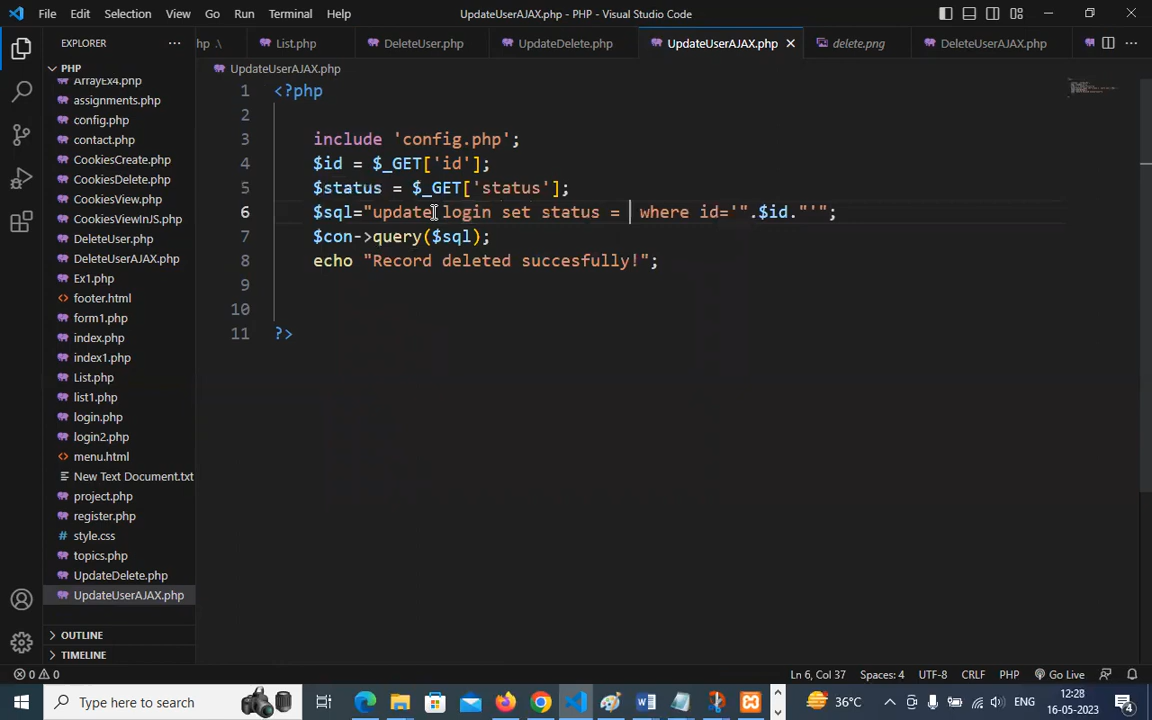 File Edit Selection View Go Run Terminal Help
UpdateUserAJAX.php - PHP - Visual Studio Code
EXPLORER
hp .\ List.php DeleteUser.php UpdateDelete.php UpdateUserAJAX.php delete.png DeleteUserAJAX.php
PHP
UpdateUserAJAX.php
ArrayEx4.php
assignments.php
config.php
contact.php
CookiesCreate.php
CookiesDelete.php
CookiesView.php
CookiesViewInJS.php
DeleteUser.php
DeleteUserAJAX.php
Ex1.php
footer.html
form1.php
index.php
index1.php
List.php
list1.php
login.php
login2.php
menu.html
New Text Document.txt
project.php
register.php
style.css
topics.php
UpdateDelete.php
UpdateUserAJAX.php
OUTLINE
TIMELINE
1 <?php
2
3 include 'config.php';
4 $id = $_GET['id'];
5 $status = $_GET['status'];
6 $sql="update login set status = where id='".$id."'";
7 $con->query($sql);
8 echo "Record deleted succesfully!";
9
10
11 ?>
0 0
Ln 6, Col 37 Spaces: 4 UTF-8 CRLF PHP Go Live
Type here to search
36°C
ENG
12:28
16-05-2023
4